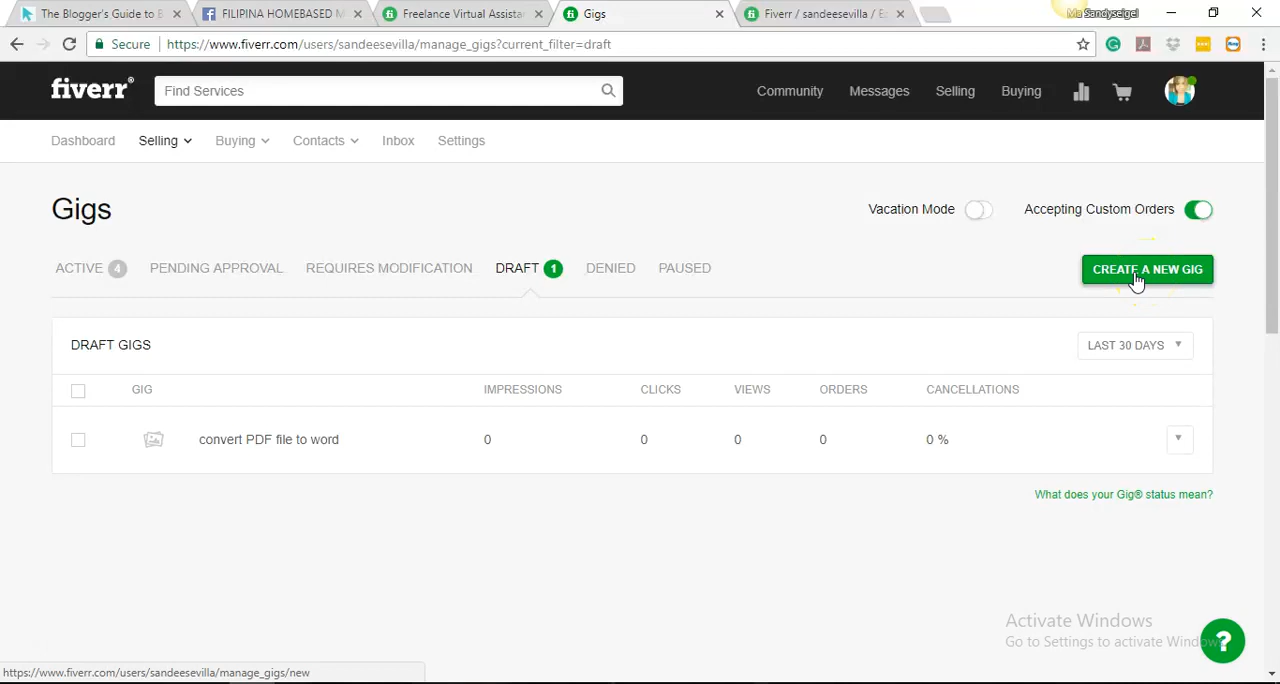 The Blogger's Guide to B
FILIPINA HOMEBASED M
Freelance Virtual Assista
Gigs
Fiverr / sandeesevilla / Ea
Ma Sandyseigel
Secure
https://www.fiverr.com/users/sandeesevilla/manage_gigs?current_filter=draft
fiverr®
Find Services
Community
Messages
Selling
Buying
Dashboard
Selling
Buying
Contacts
Inbox
Settings
Gigs
Vacation Mode
Accepting Custom Orders
ACTIVE 4
PENDING APPROVAL
REQUIRES MODIFICATION
DRAFT 1
DENIED
PAUSED
CREATE A NEW GIG
DRAFT GIGS
LAST 30 DAYS
GIG
IMPRESSIONS
CLICKS
VIEWS
ORDERS
CANCELLATIONS
convert PDF file to word
0
0
0
0
0 %
What does your Gig® status mean?
Activate Windows
Go to Settings to activate Windows
?
https://www.fiverr.com/users/sandeesevilla/manage_gigs/new